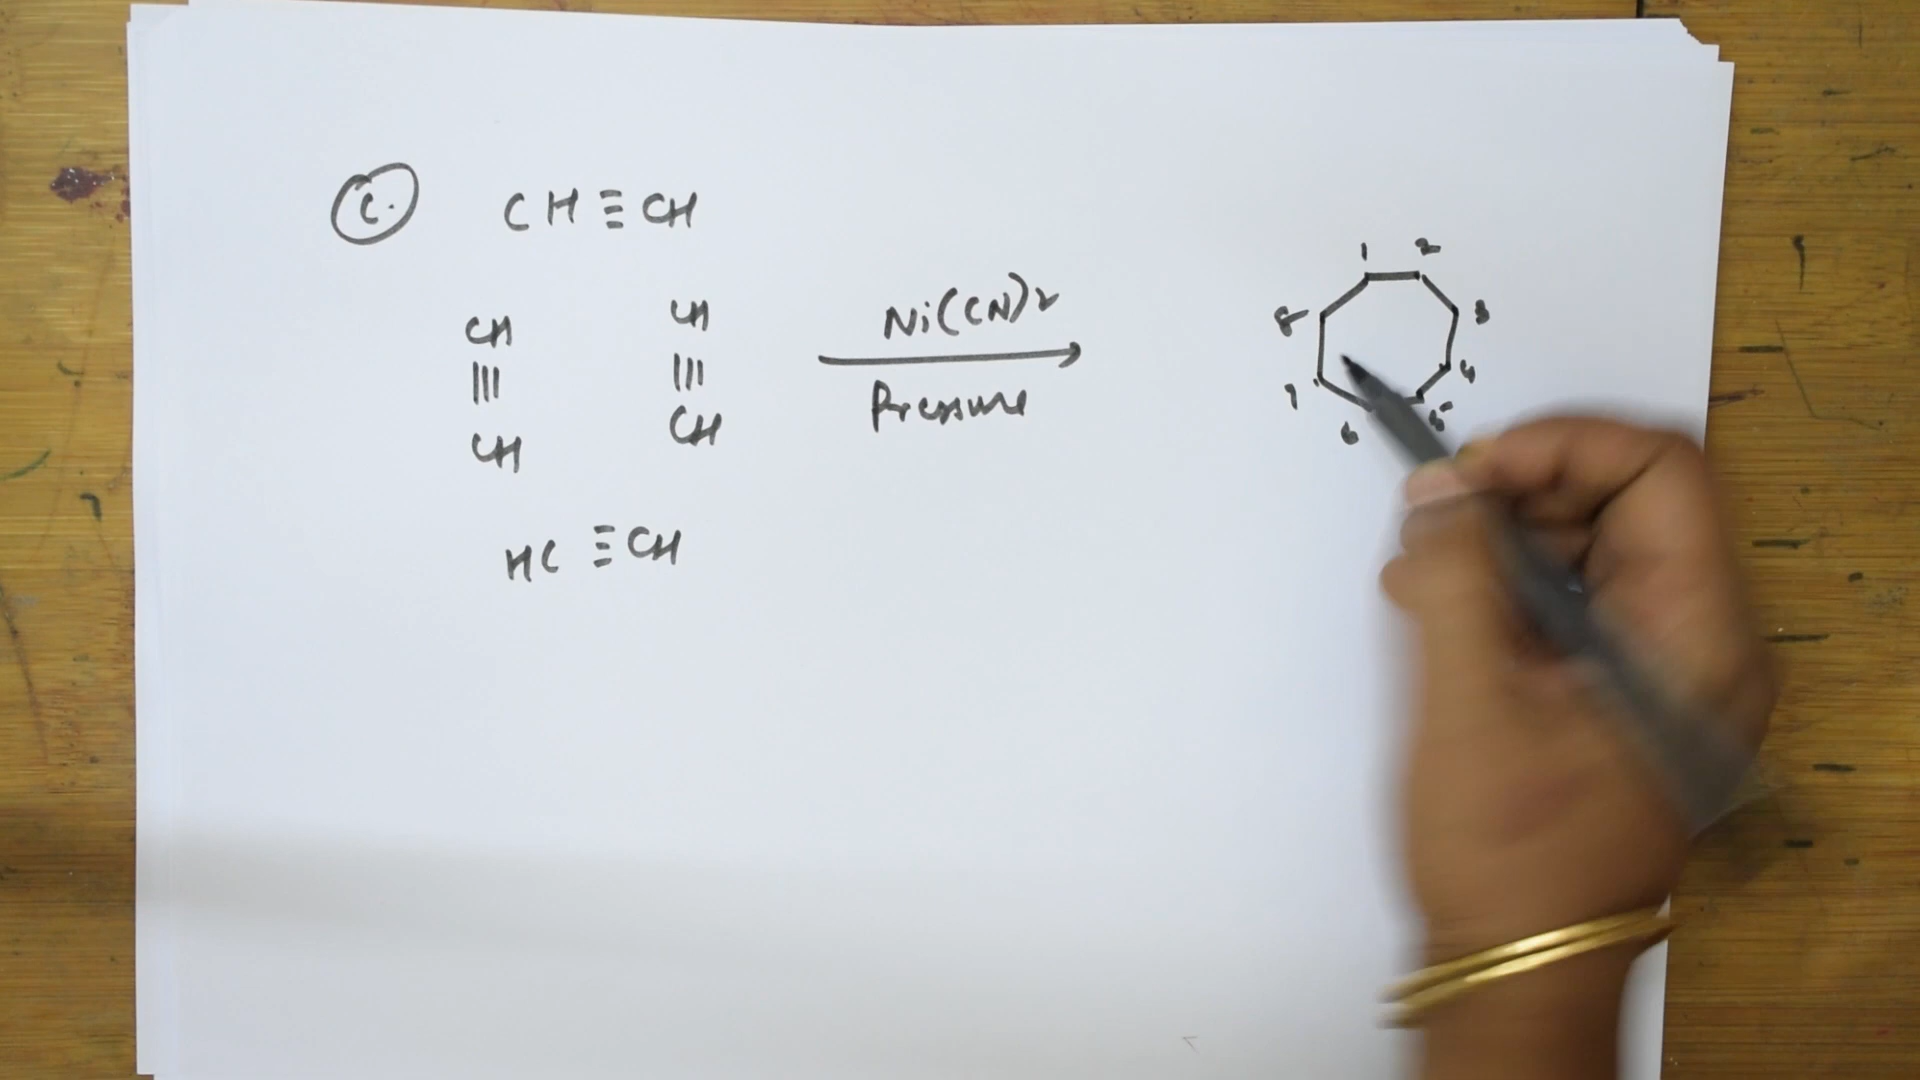 C.
CH≡CH
CH
|||
CH
CH
|||
CH
HC≡CH
Ni(CN)2
Pressure
1 2
8 3
7 4
6 5